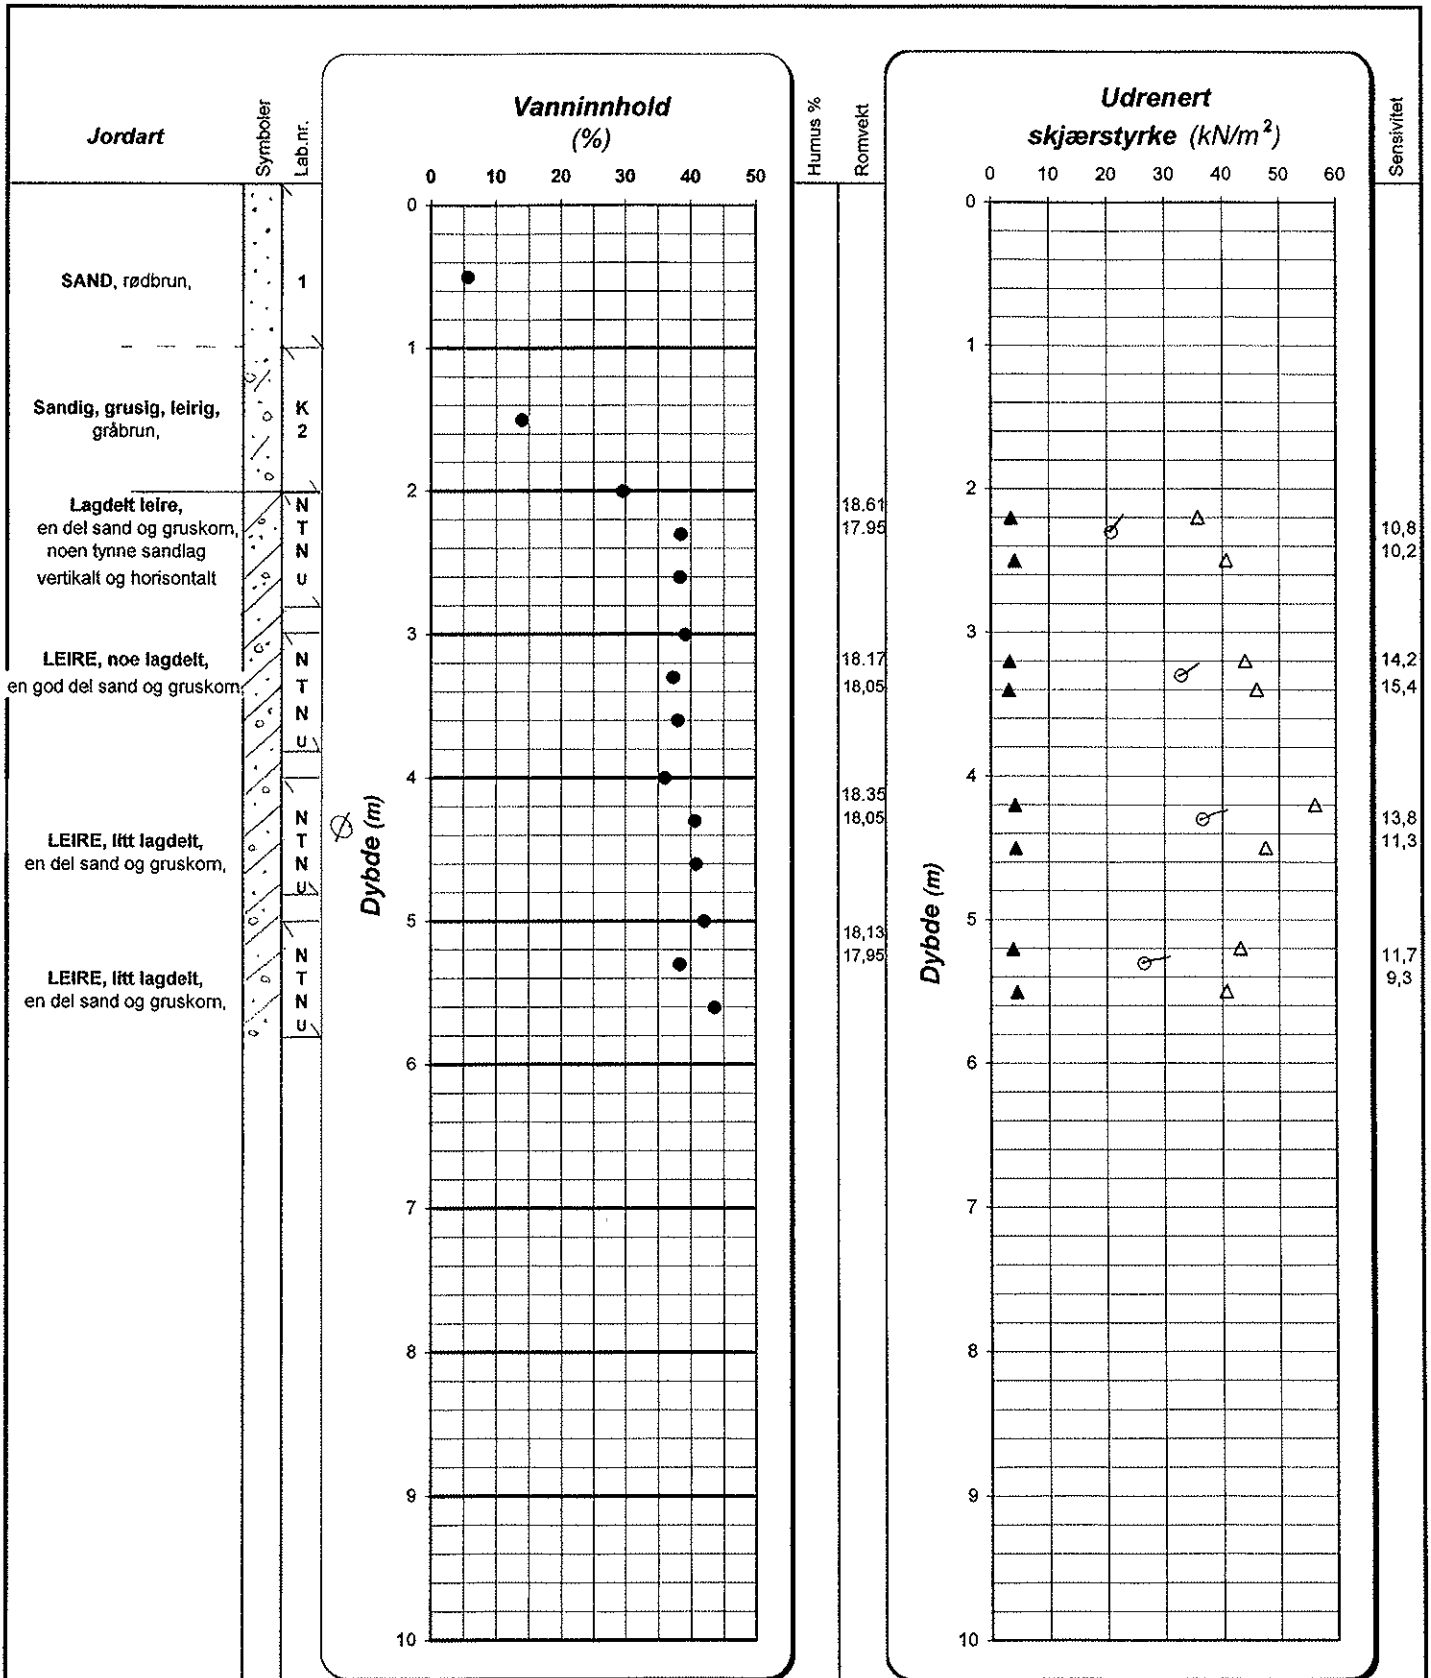 Jordart
Symboler
Lab.nr.
Vanninnhold
(%)
Humus %
Romvekt
Udrenert
skjærstyrke (kN/m²)
Sensivitet
0 10 20 30 40 50
0 10 20 30 40 50 60
0
1
2
3
4
5
6
7
8
9
10
Dybde (m)
0
1
2
3
4
5
6
7
8
9
10
Dybde (m)
SAND, rødbrun,
1
Sandig, grusig, leirig,
gråbrun,
K
2
Lagdelt leire,
en del sand og gruskorn,
noen tynne sandlag
vertikalt og horisontalt
N
T
N
U
18.61
17.95
10,8
10,2
LEIRE, noe lagdelt,
en god del sand og gruskorn,
N
T
N
U
18.17
18,05
14,2
15,4
LEIRE, litt lagdelt,
en del sand og gruskorn,
N
T
N
U
Ø
18.35
18,05
13,8
11,3
LEIRE, litt lagdelt,
en del sand og gruskorn,
N
T
N
U
18,13
17,95
11,7
9,3